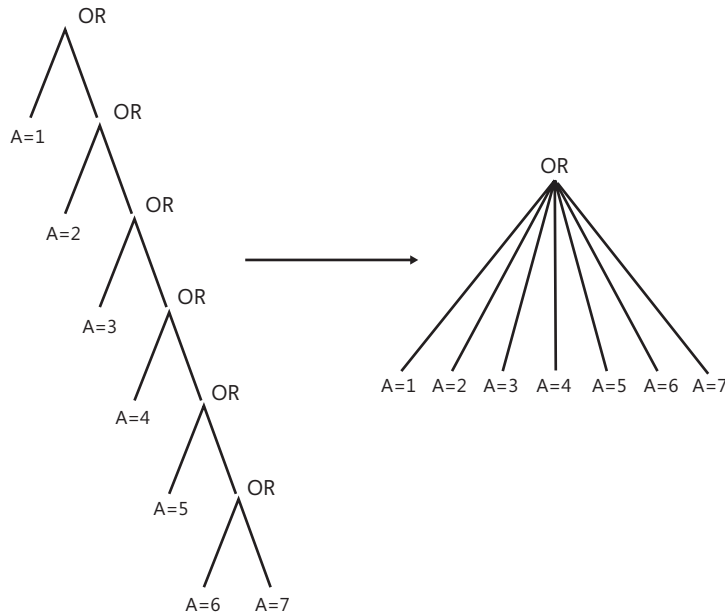 OR
A=1
OR
A=2
OR
A=3
OR
A=4
OR
A=5
OR
A=6 A=7
OR
A=1 A=2 A=3 A=4 A=5 A=6 A=7